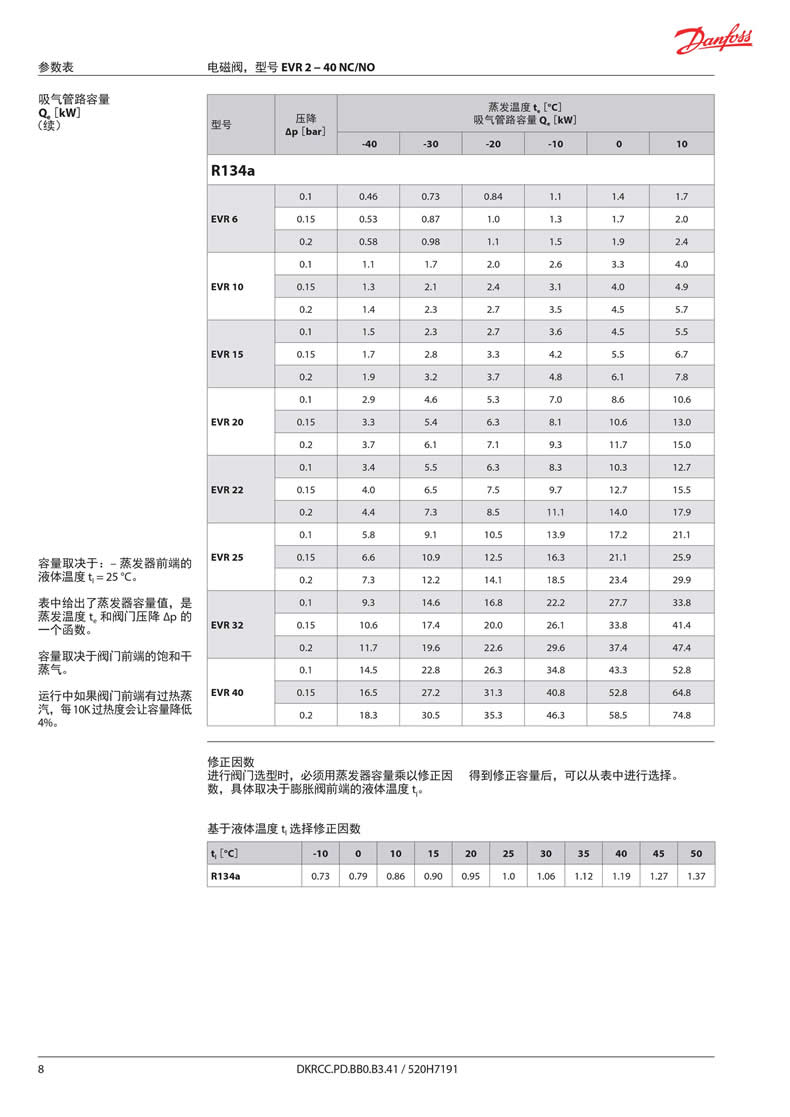 Danfoss
参数表 电磁阀，型号 EVR 2 – 40 NC/NO
吸气管路容量
Qe [kW]
（续）
型号 压降 Δp [bar] 蒸发温度 te [°C]
吸气管路容量 Qe [kW]
-40 -30 -20 -10 0 10
R134a
EVR 6
0.1 0.46 0.73 0.84 1.1 1.4 1.7
0.15 0.53 0.87 1.0 1.3 1.7 2.0
0.2 0.58 0.98 1.1 1.5 1.9 2.4
EVR 10
0.1 1.1 1.7 2.0 2.6 3.3 4.0
0.15 1.3 2.1 2.4 3.1 4.0 4.9
0.2 1.4 2.3 2.7 3.5 4.5 5.7
EVR 15
0.1 1.5 2.3 2.7 3.6 4.5 5.5
0.15 1.7 2.8 3.3 4.2 5.5 6.7
0.2 1.9 3.2 3.7 4.8 6.1 7.8
EVR 20
0.1 2.9 4.6 5.3 7.0 8.6 10.6
0.15 3.3 5.4 6.3 8.1 10.6 13.0
0.2 3.7 6.1 7.1 9.3 11.7 15.0
EVR 22
0.1 3.4 5.5 6.3 8.3 10.3 12.7
0.15 4.0 6.5 7.5 9.7 12.7 15.5
0.2 4.4 7.3 8.5 11.1 14.0 17.9
EVR 25
0.1 5.8 9.1 10.5 13.9 17.2 21.1
0.15 6.6 10.9 12.5 16.3 21.1 25.9
0.2 7.3 12.2 14.1 18.5 23.4 29.9
EVR 32
0.1 9.3 14.6 16.8 22.2 27.7 33.8
0.15 10.6 17.4 20.0 26.1 33.8 41.4
0.2 11.7 19.6 22.6 29.6 37.4 47.4
EVR 40
0.1 14.5 22.8 26.3 34.8 43.3 52.8
0.15 16.5 27.2 31.3 40.8 52.8 64.8
0.2 18.3 30.5 35.3 46.3 58.5 74.8
容量取决于：– 蒸发器前端的
液体温度 tl = 25 °C。
表中给出了蒸发器容量值，是
蒸发温度 te 和阀门压降 Δp 的
一个函数。
容量取决于阀门前端的饱和干
蒸气。
运行中如果阀门前端有过热蒸
汽，每10K过热度会让容量降低
4%。
修正因数
进行阀门选型时，必须用蒸发器容量乘以修正因
数，具体取决于膨胀阀前端的液体温度 tl。
得到修正容量后，可以从表中进行选择。
基于液体温度 tl 选择修正因数
tl [°C] -10 0 10 15 20 25 30 35 40 45 50
R134a 0.73 0.79 0.86 0.90 0.95 1.0 1.06 1.12 1.19 1.27 1.37
8 DKRCC.PD.BB0.B3.41 / 520H7191